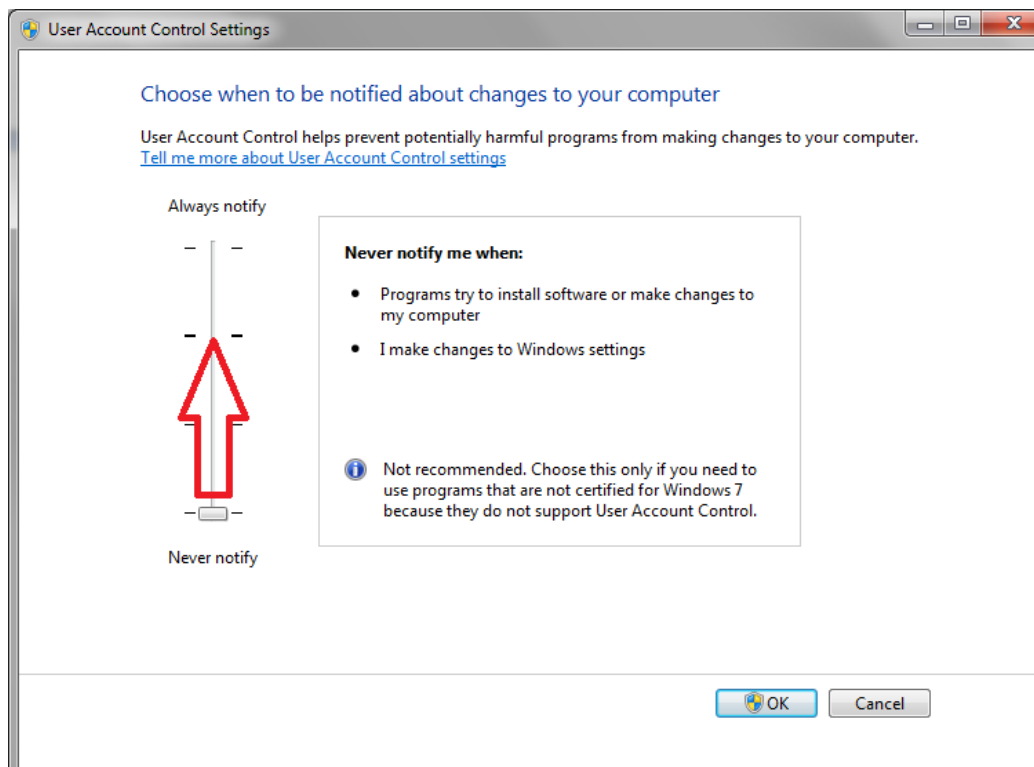 User Account Control Settings
Choose when to be notified about changes to your computer
User Account Control helps prevent potentially harmful programs from making changes to your computer.
Tell me more about User Account Control settings
Always notify
Never notify me when:
Programs try to install software or make changes to
my computer
I make changes to Windows settings
Not recommended. Choose this only if you need to
use programs that are not certified for Windows 7
because they do not support User Account Control.
Never notify
OK
Cancel